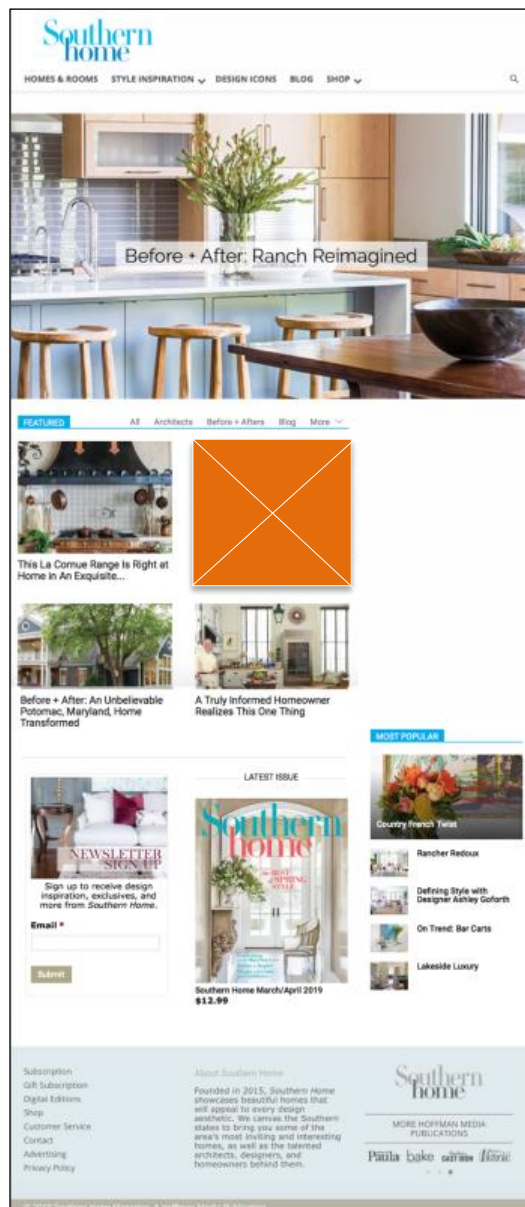 Southern
home
HOMES & ROOMS STYLE INSPIRATION DESIGN ICONS BLOG SHOP
Before + After: Ranch Reimagined
FEATURED All Architects Before + Afters Blog More
This La Cornue Range Is Right at
Home in An Exquisite...
Before + After: An Unbelievable
Potomac, Maryland, Home
Transformed
A Truly Informed Homeowner
Realizes This One Thing
MOST POPULAR
Country French Twist
Rancher Redoux
Defining Style with
Designer Ashley Goforth
On Trend: Bar Carts
Lakeside Luxury
NEWSLETTER
SIGN UP
Sign up to receive design
inspiration, exclusives, and
more from Southern Home.
Email *
Submit
LATEST ISSUE
Southern
home
the BEST
of SPRING
STYLE
Southern Home March/April 2019
$12.99
Subscription
Gift Subscription
Digital Editions
Shop
Customer Service
Contact
Advertising
Privacy Policy
About Southern Home
Founded in 2015, Southern Home
showcases beautiful homes that
will appeal to every design
aesthetic. We canvas the Southern
states to bring you some of the
area's most inviting and interesting
homes, as well as the talented
architects, designers, and
homeowners behind them.
Southern
home
MORE HOFFMAN MEDIA
PUBLICATIONS
Paula bake CAST IRON